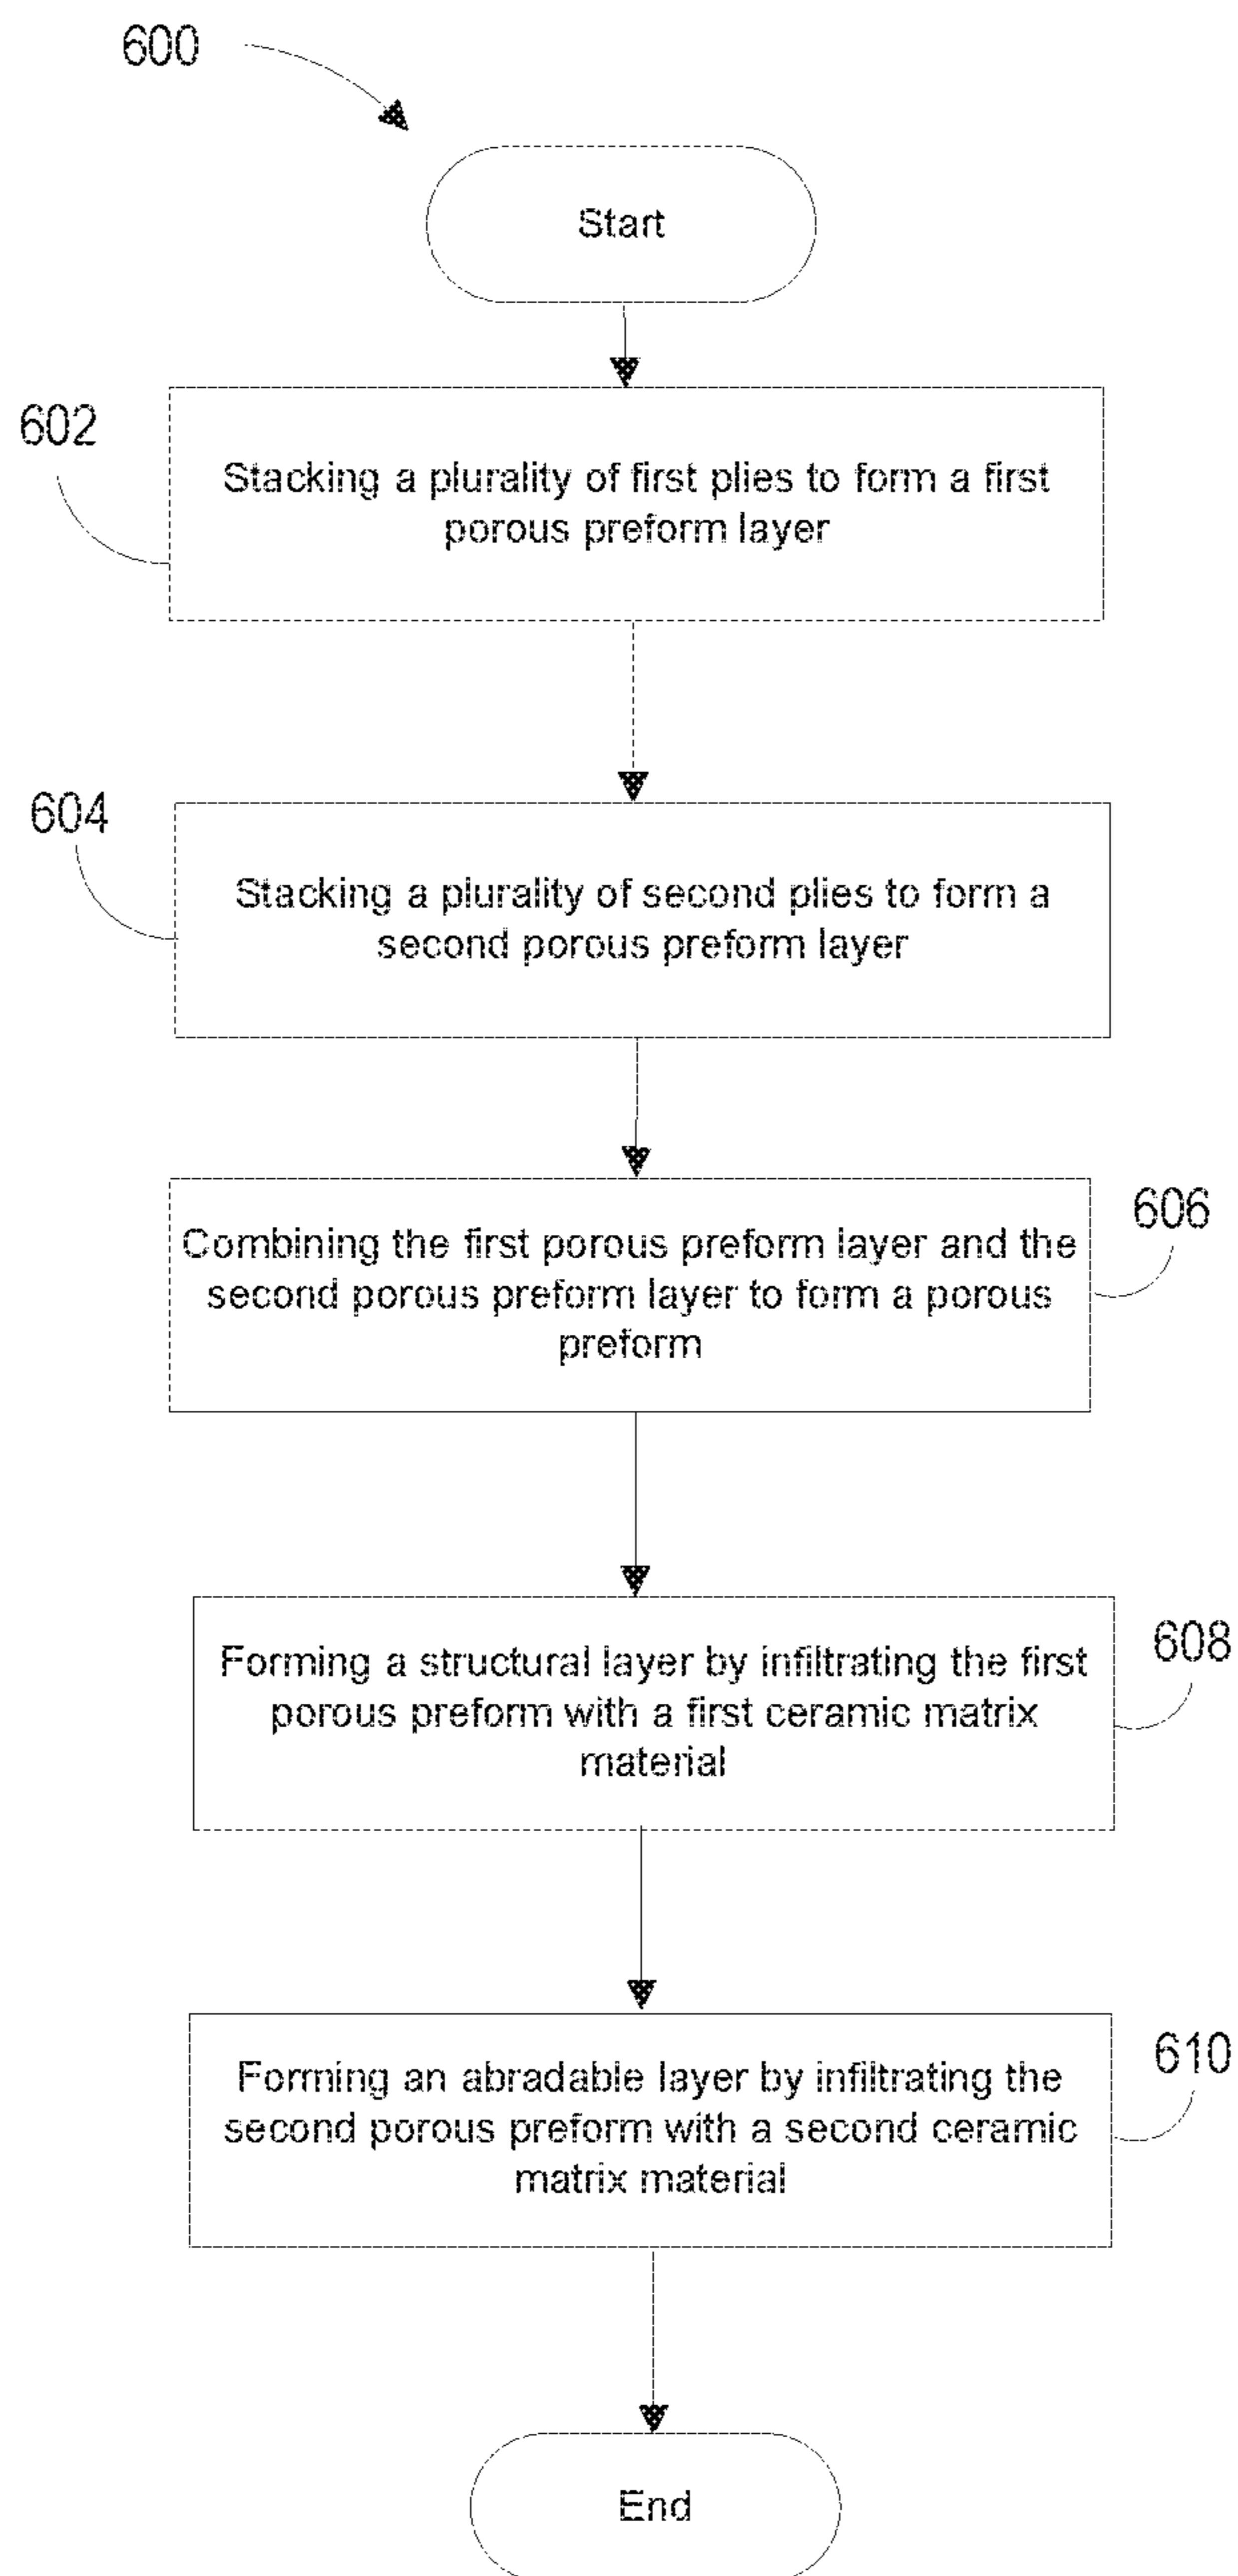 600
Start
602
Stacking a plurality of first plies to form a first
porous preform layer
604
Stacking a plurality of second plies to form a
second porous preform layer
606
Combining the first porous preform layer and the
second porous preform layer to form a porous
preform
608
Forming a structural layer by infiltrating the first
porous preform with a first ceramic matrix
material
610
Forming an abradable layer by infiltrating the
second porous preform with a second ceramic
matrix material
End